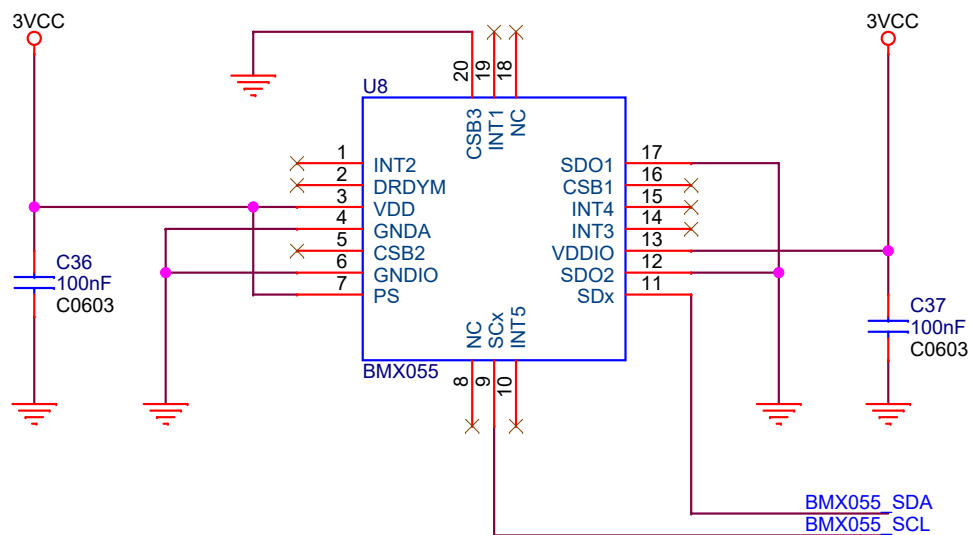 3VCC
3VCC
U8
20
19
18
CSB3
INT1
NC
1
INT2
2
DRDYM
3
VDD
4
GNDA
5
CSB2
6
GNDIO
7
PS
17
SDO1
16
CSB1
15
INT4
14
INT3
13
VDDIO
12
SDO2
11
SDx
C36
100nF
C0603
C37
100nF
C0603
NC
SCx
INT5
BMX055
8
9
10
BMX055_SDA
BMX055_SCL